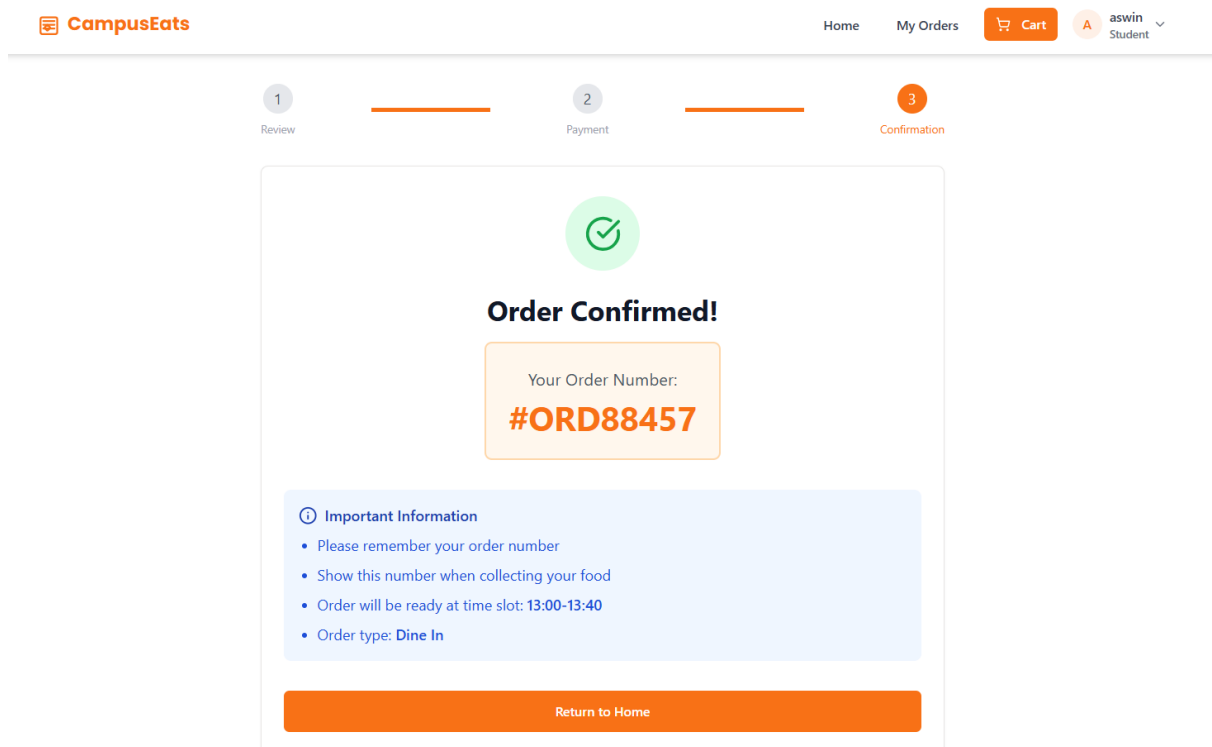 CampusEats
Home My Orders Cart A aswin
Student
1 2 3
Review Payment Confirmation
Order Confirmed!
Your Order Number:
#ORD88457
Important Information
• Please remember your order number
• Show this number when collecting your food
• Order will be ready at time slot: 13:00-13:40
• Order type: Dine In
Return to Home